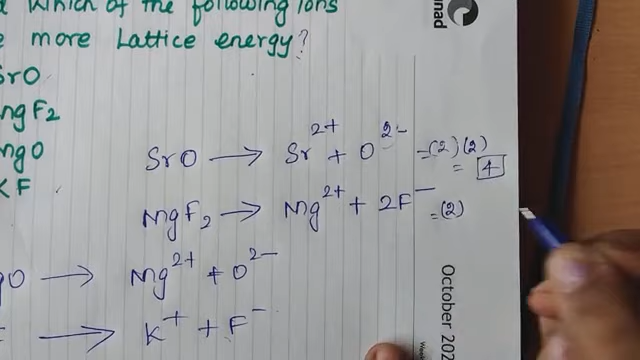 Which of the following ions
more Lattice energy?
SrO
MgF2
MgO
KF
SrO → Sr2+ + O2- = (2)(2)
= 4
MgF2 → Mg2+ + 2F- = (2)
→ Mg2+ + O2-
→ K+ + F-
October 202